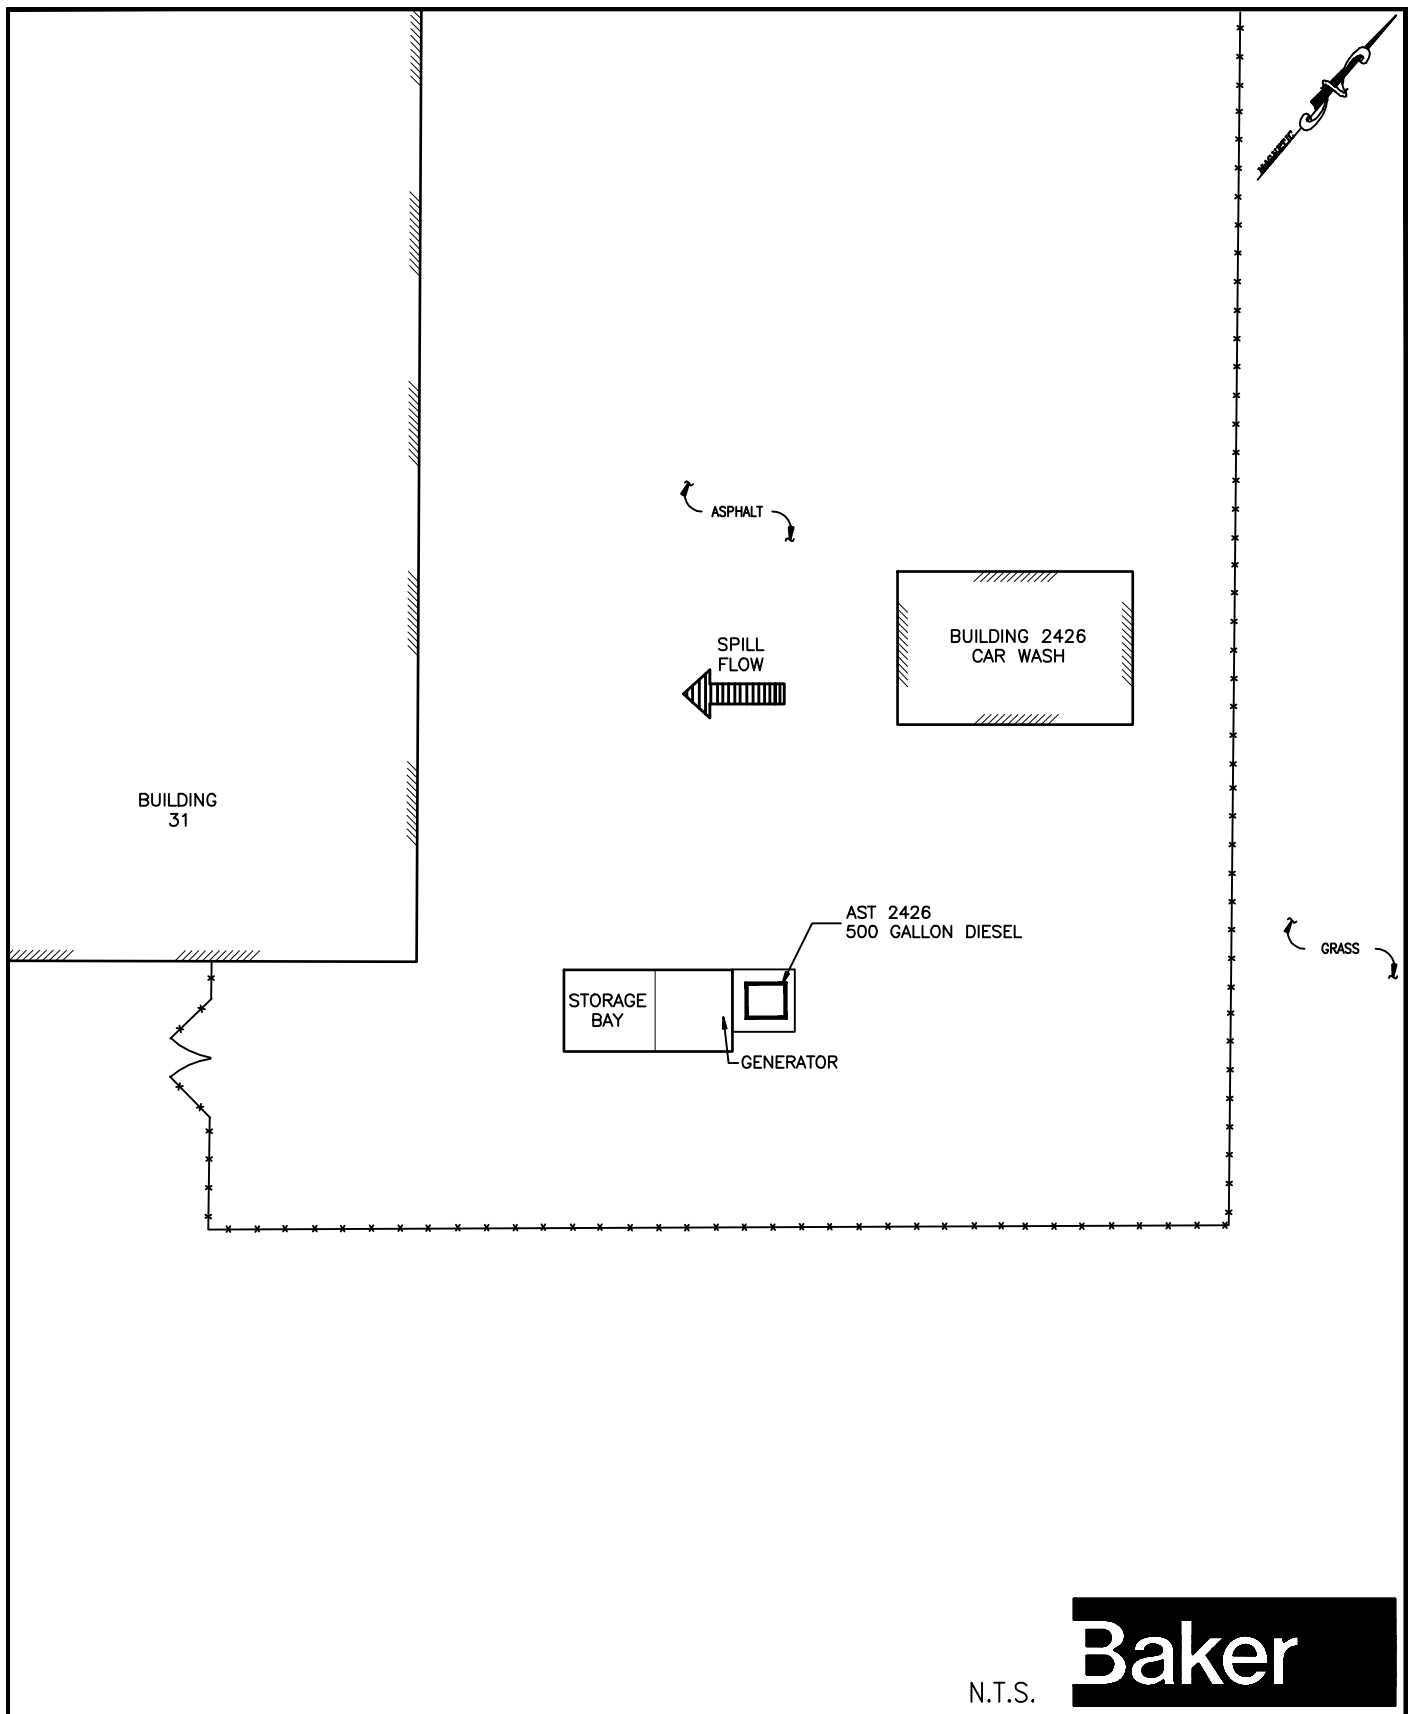 MAGNETIC
ASPHALT
SPILL
FLOW
BUILDING 2426
CAR WASH
BUILDING
31
AST 2426
500 GALLON DIESEL
GRASS
STORAGE
BAY
GENERATOR
N.T.S.
Baker